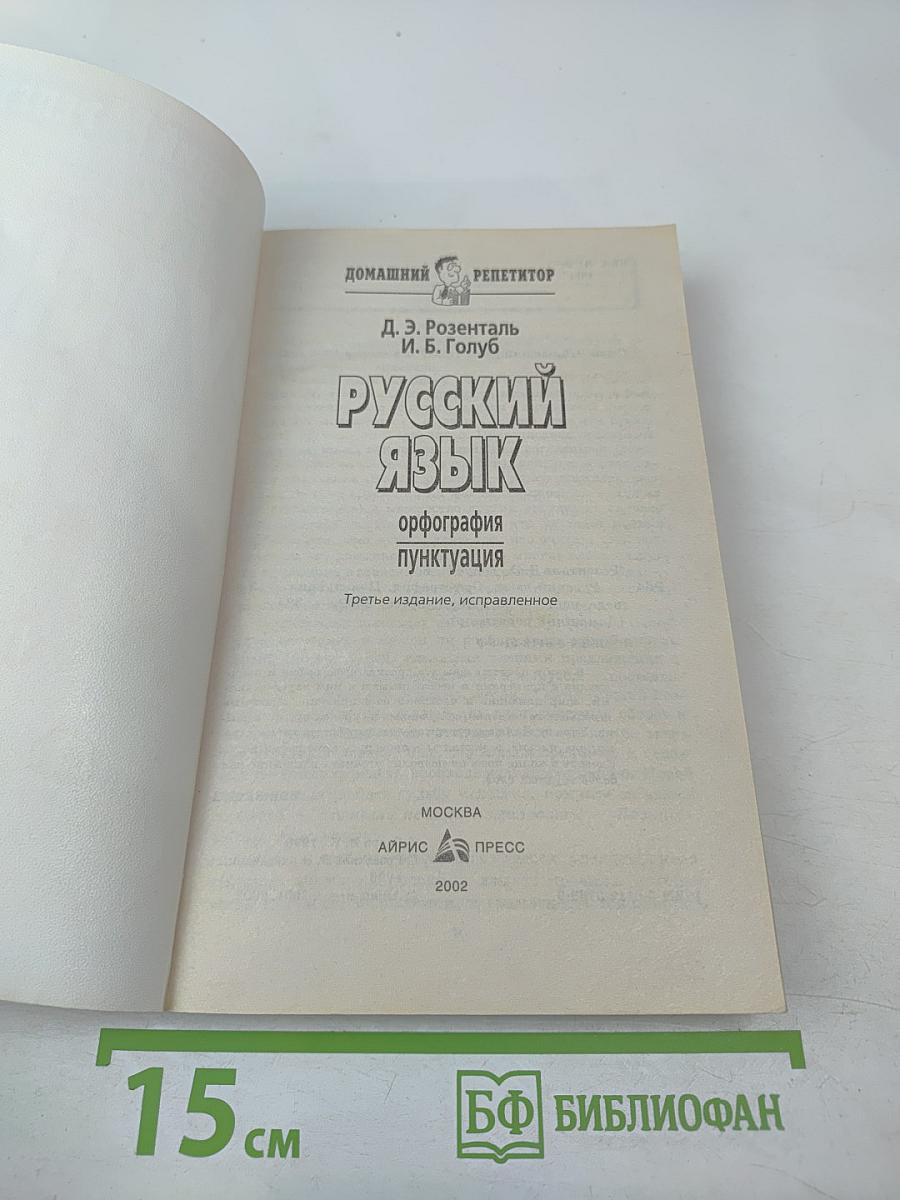 ДОМАШНИЙ РЕПЕТИТОР
Д. Э. Розенталь
И. Б. Голуб
РУССКИЙ
ЯЗЫК
орфография
пунктуация
Третье издание, исправленное
МОСКВА
АЙРИС ПРЕСС
2002
15 см
БФ БИБЛИОФАН